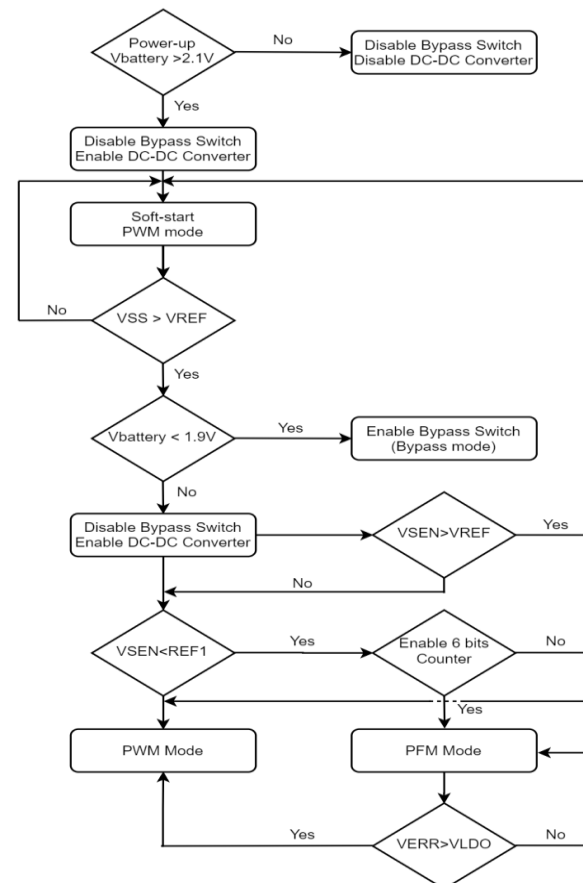 Power-up
Vbattery >2.1V
No
Disable Bypass Switch
Disable DC-DC Converter
Yes
Disable Bypass Switch
Enable DC-DC Converter
Soft-start
PWM mode
No
VSS > VREF
Yes
Vbattery < 1.9V
Yes
Enable Bypass Switch
(Bypass mode)
No
Disable Bypass Switch
Enable DC-DC Converter
VSEN>VREF
Yes
No
VSEN<REF1
Yes
Enable 6 bits
Counter
No
Yes
PWM Mode
PFM Mode
Yes
VERR>VLDO
No